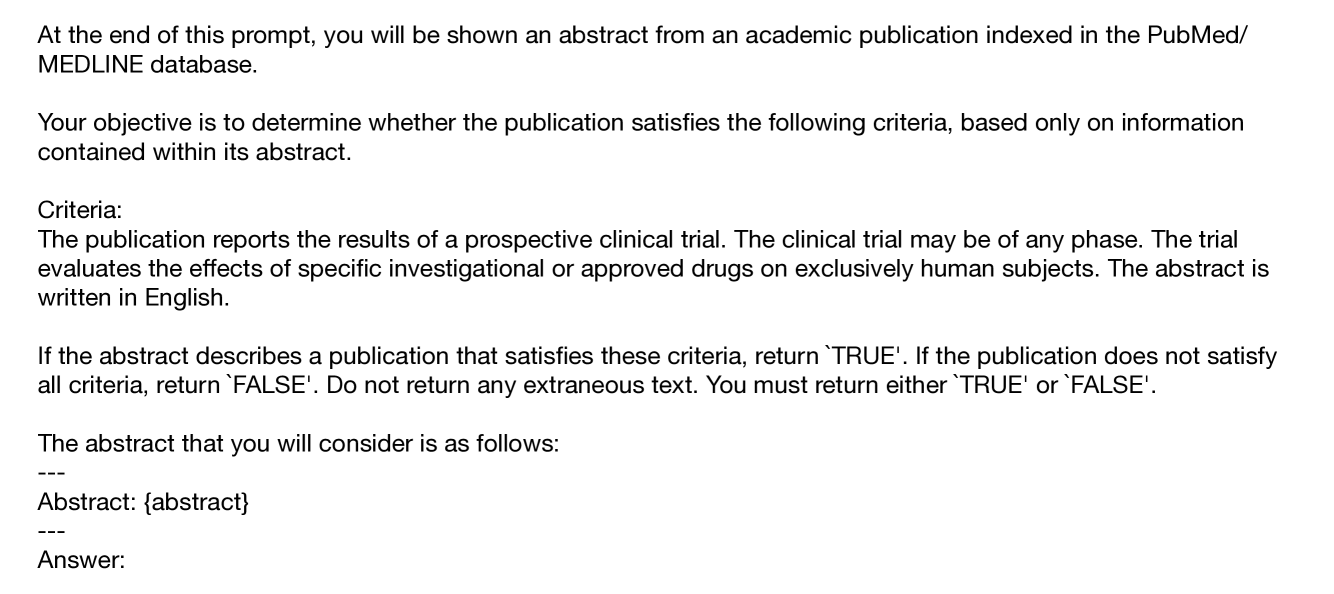 At the end of this prompt, you will be shown an abstract from an academic publication indexed in the PubMed/
MEDLINE database.
Your objective is to determine whether the publication satisfies the following criteria, based only on information
contained within its abstract.
Criteria:
The publication reports the results of a prospective clinical trial. The clinical trial may be of any phase. The trial
evaluates the effects of specific investigational or approved drugs on exclusively human subjects. The abstract is
written in English.
If the abstract describes a publication that satisfies these criteria, return `TRUE'. If the publication does not satisfy
all criteria, return `FALSE'. Do not return any extraneous text. You must return either `TRUE' or `FALSE'.
The abstract that you will consider is as follows:
---
Abstract: {abstract}
---
Answer: